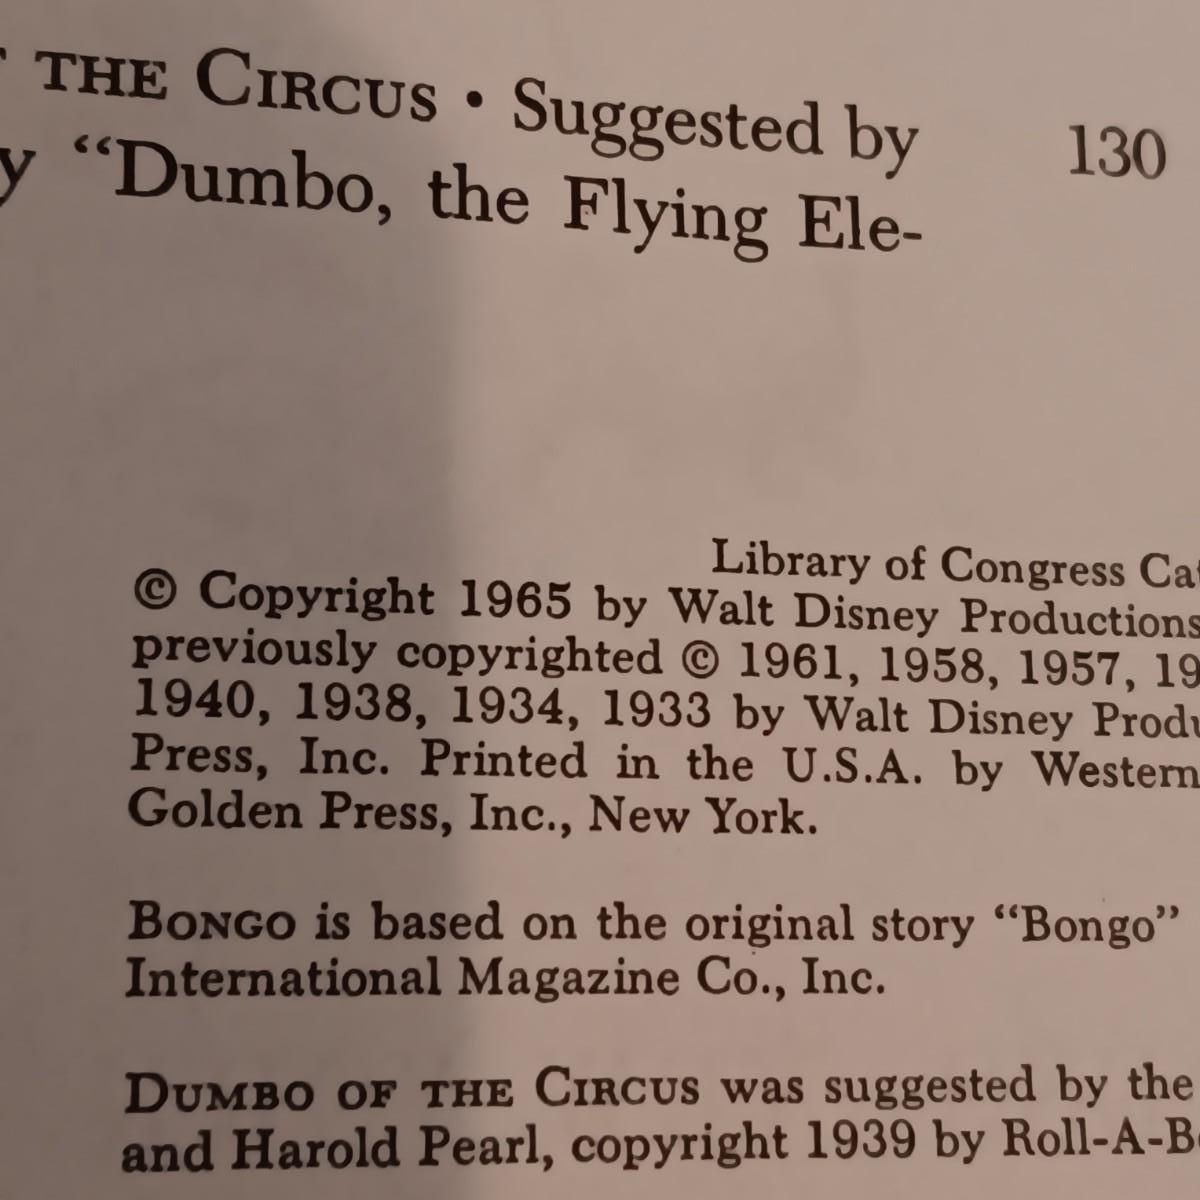 THE CIRCUS • Suggested by 130
"Dumbo, the Flying Ele-
Library of Congress
© Copyright 1965 by Walt Disney Productions
previously copyrighted © 1961, 1958, 1957, 19
1940, 1938, 1934, 1933 by Walt Disney Produ
Press, Inc. Printed in the U.S.A. by Western
Golden Press, Inc., New York.
BONGO is based on the original story "Bongo"
International Magazine Co., Inc.
DUMBO OF THE CIRCUS was suggested by the
and Harold Pearl, copyright 1939 by Roll-A-B